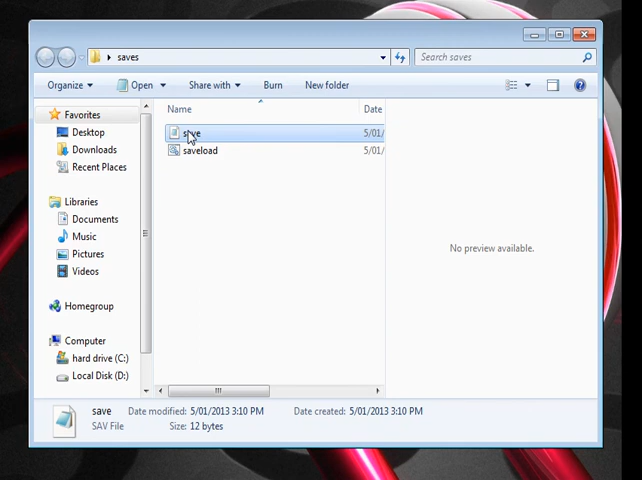 saves
Search saves
Organize Open Share with Burn New folder
Name Date
Favorites
Desktop
Downloads
Recent Places
Libraries
Documents
Music
Pictures
Videos
Homegroup
Computer
hard drive (C:)
Local Disk (D:)
save 5/01/
saveload 5/01/
No preview available.
save Date modified: 5/01/2013 3:10 PM Date created: 5/01/2013 3:10 PM
SAV File Size: 12 bytes